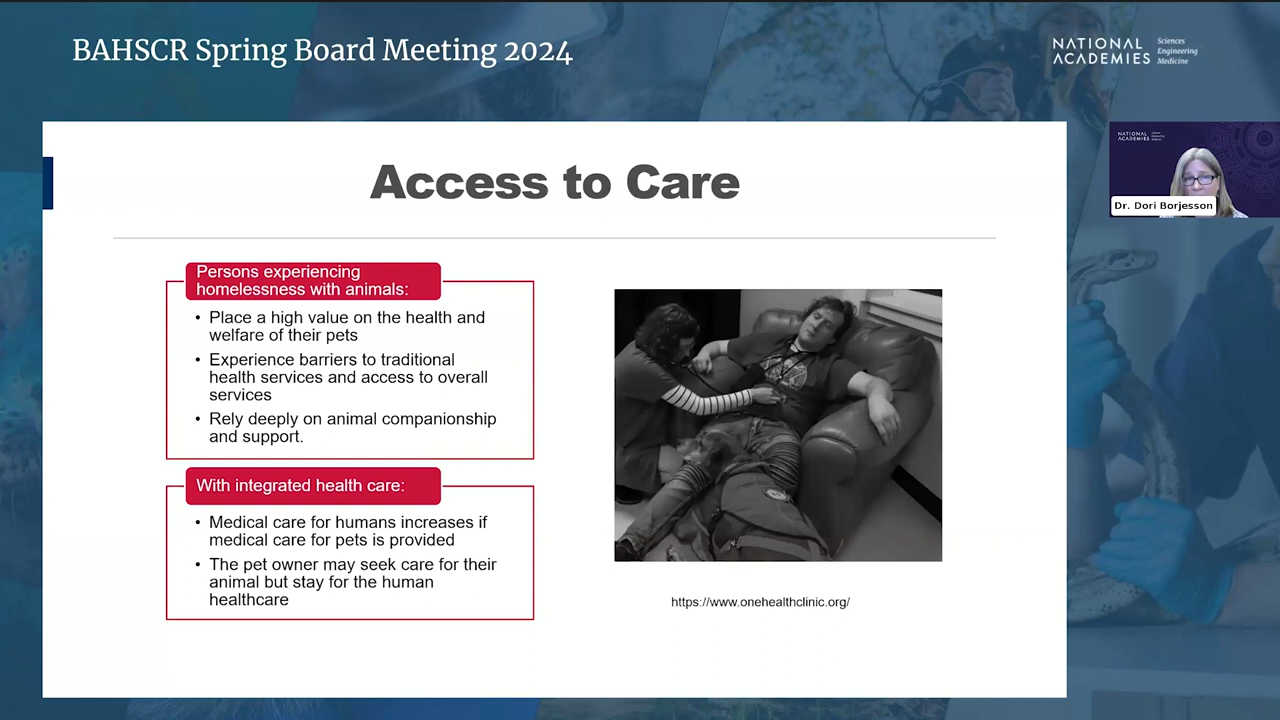 BAHSCR Spring Board Meeting 2024
NATIONAL ACADEMIES
Sciences
Engineering
Medicine
Access to Care
NATIONAL
ACADEMIES
Dr. Dori Borjesson
Persons experiencing
homelessness with animals:
• Place a high value on the health and
welfare of their pets
• Experience barriers to traditional
health services and access to overall
services
• Rely deeply on animal companionship
and support.
With integrated health care:
• Medical care for humans increases if
medical care for pets is provided
• The pet owner may seek care for their
animal but stay for the human
healthcare
https://www.onehealthclinic.org/